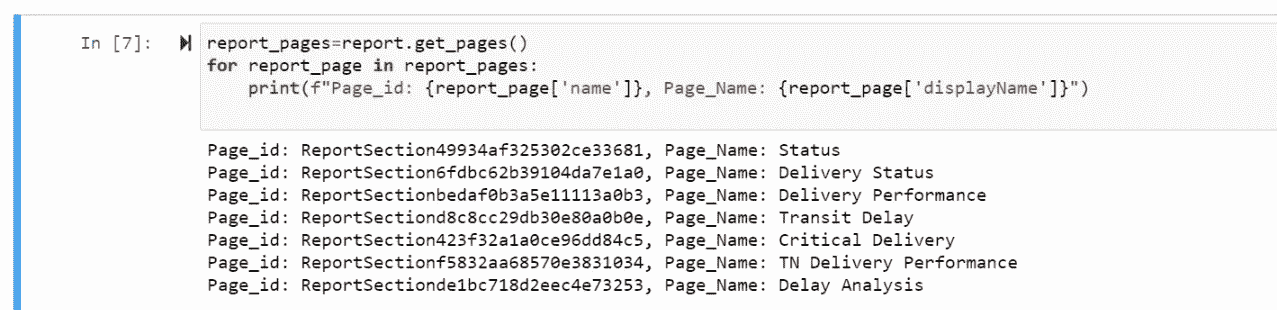 In [7]: report_pages=report.get_pages()
for report_page in report_pages:
    print(f"Page_id: {report_page['name']}, Page_Name: {report_page['displayName']}")
Page_id: ReportSection49934af325302ce33681, Page_Name: Status
Page_id: ReportSection6fdbc62b39104da7e1a0, Page_Name: Delivery Status
Page_id: ReportSectionbedaf0b3a5e11113a0b3, Page_Name: Delivery Performance
Page_id: ReportSectiond8c8cc29db30e80a0b0e, Page_Name: Transit Delay
Page_id: ReportSection423f32a1a0ce96dd84c5, Page_Name: Critical Delivery
Page_id: ReportSectionf5832aa68570e3831034, Page_Name: TN Delivery Performance
Page_id: ReportSectionde1bc718d2eec4e73253, Page_Name: Delay Analysis